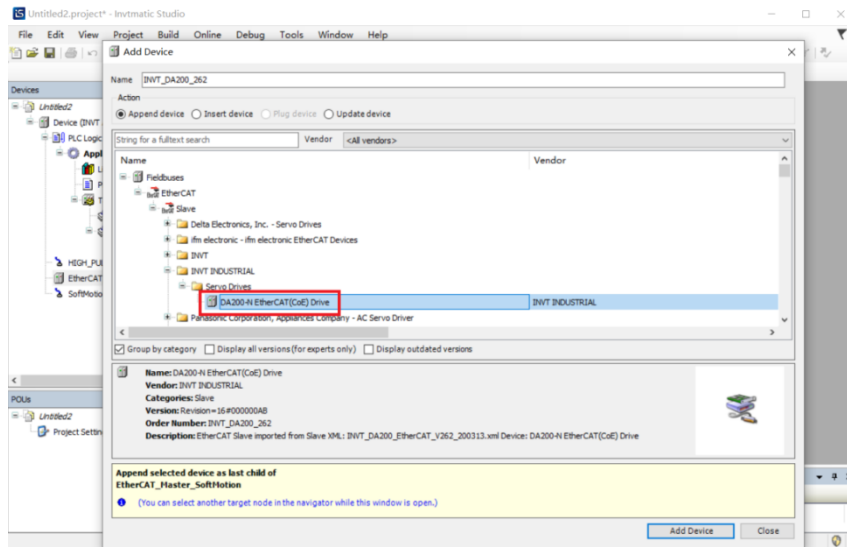 Untitled2.project* - Invtmatic Studio
File Edit View Project Build Online Debug Tools Window Help
Add Device
Name INVT_DA200_262
Action
Append device Insert device Plug device Update device
String for a fulltext search Vendor <All vendors>
Name Vendor
Fieldbuses
EtherCAT
Slave
Delta Electronics, Inc. - Servo Drives
ifm electronic - ifm electronic EtherCAT Devices
INVT
INVT INDUSTRIAL
Servo Drives
DA200-N EtherCAT(CoE) Drive INVT INDUSTRIAL
Panasonic Corporation, Appliances Company - AC Servo Driver
Group by category Display all versions (for experts only) Display outdated versions
Name: DA200-N EtherCAT(CoE) Drive
Vendor: INVT INDUSTRIAL
Categories: Slave
Version: Revision=16#000000AB
Order Number: INVT_DA200_262
Description: EtherCAT Slave imported from Slave XML: INVT_DA200_EtherCAT_V262_200313.xml Device: DA200-N EtherCAT(CoE) Drive
Append selected device as last child of
EtherCAT_Master_SoftMotion
(You can select another target node in the navigator while this window is open.)
Add Device Close
Devices
Untitled2
Device (INVT
PLC Logic
Appl
L
P
T
HIGH_PU
EtherCAT
SoftMotio
POUs
Untitled2
Project Settin